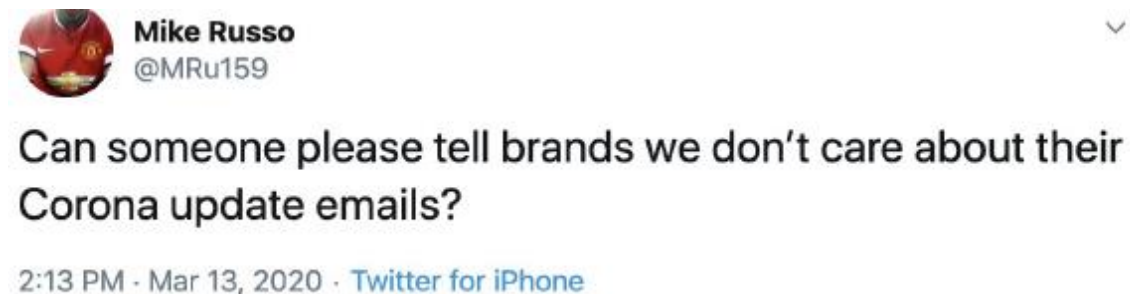 Mike Russo
@MRu159
Can someone please tell brands we don't care about their
Corona update emails?
2:13 PM · Mar 13, 2020 · Twitter for iPhone